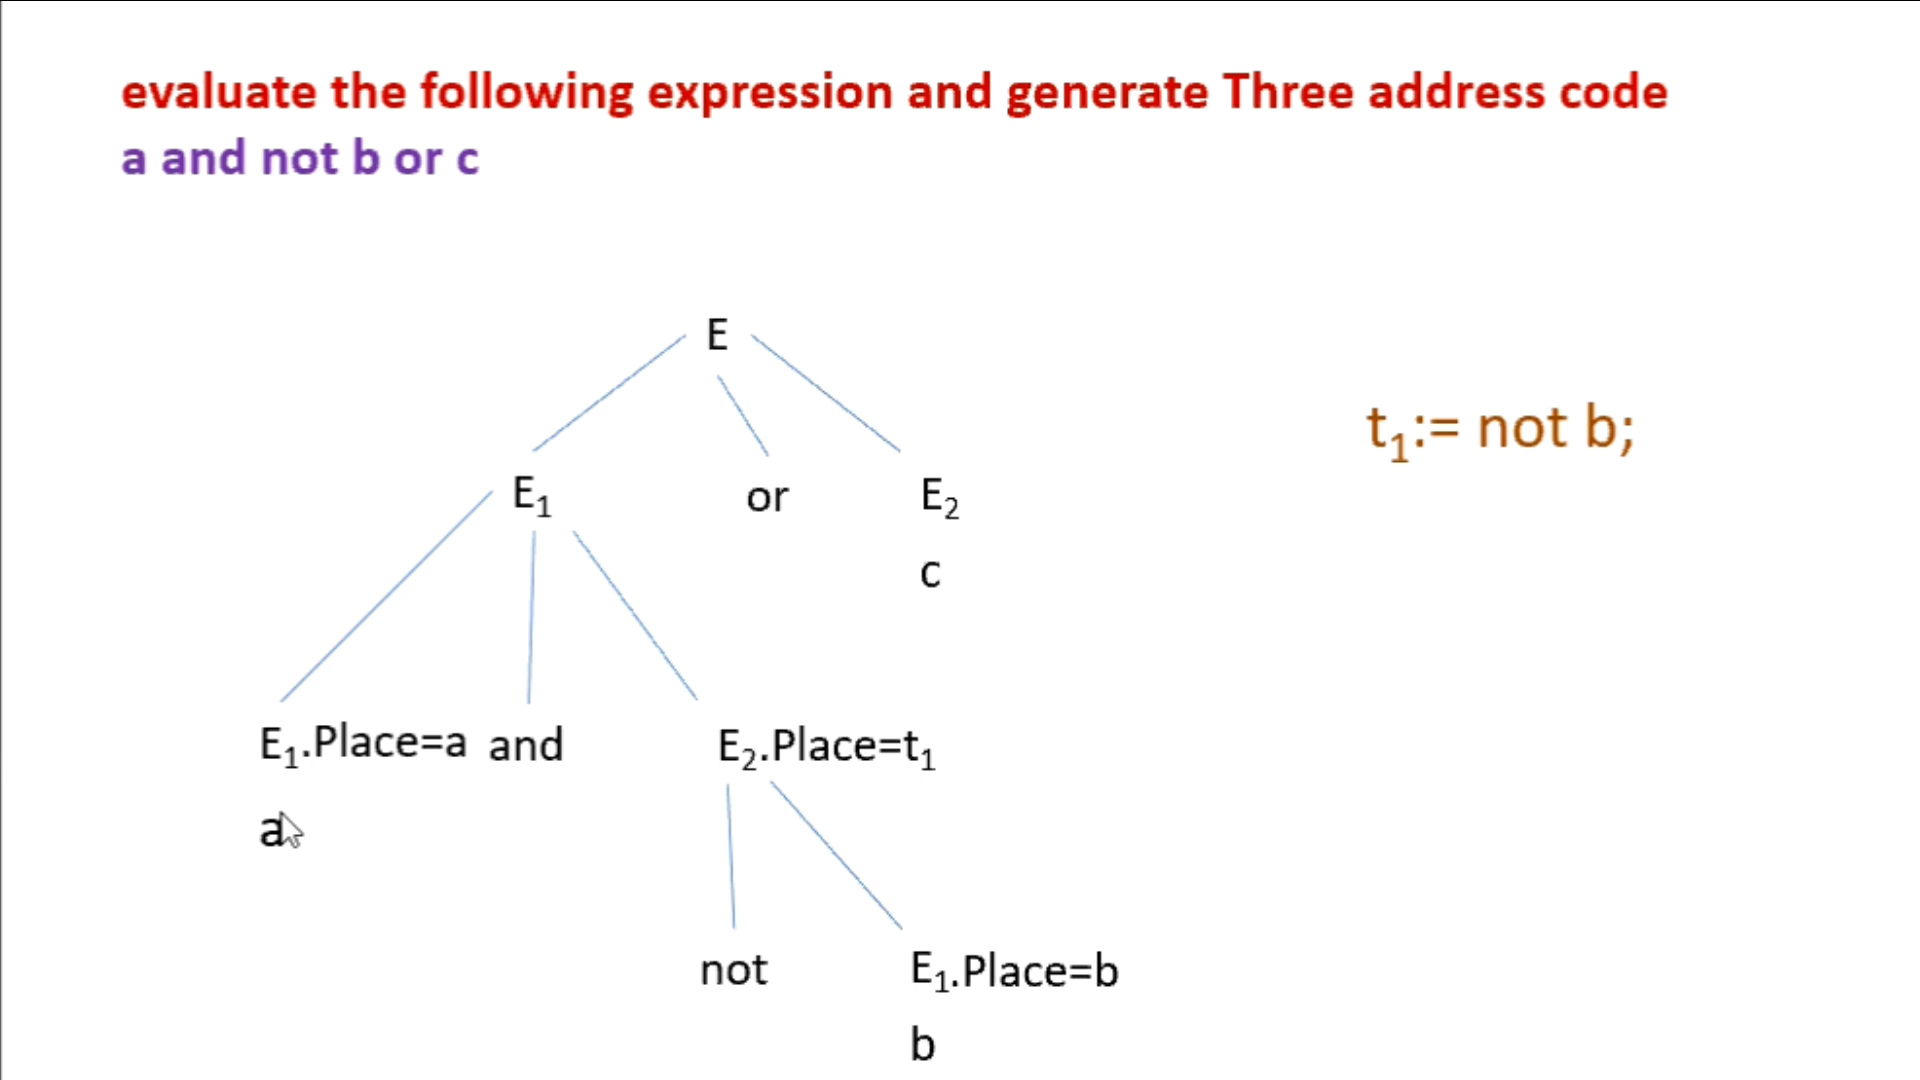 evaluate the following expression and generate Three address code
a and not b or c
E
t₁:= not b;
E₁ or E₂
c
E₁.Place=a and E₂.Place=t₁
a
not E₁.Place=b
b